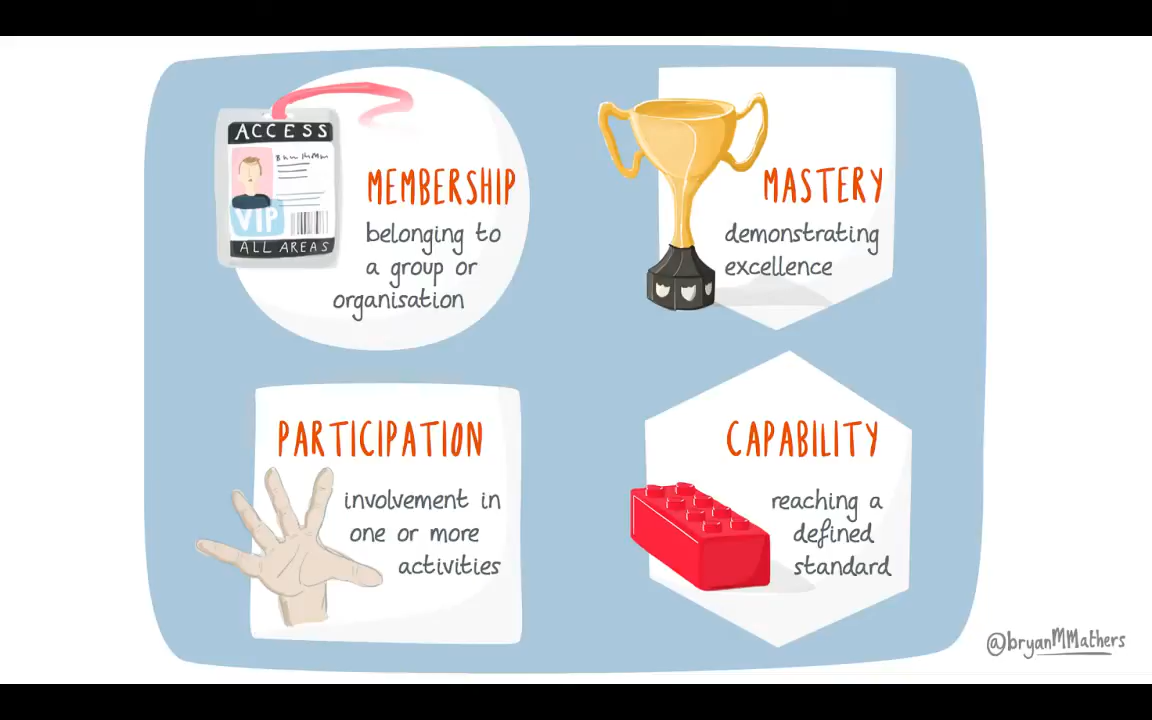 ACCESS
VIP
ALL AREAS
MEMBERSHIP
belonging to
a group or
organisation
MASTERY
demonstrating
excellence
PARTICIPATION
involvement in
one or more
activities
CAPABILITY
reaching a
defined
standard
@bryanMMathers